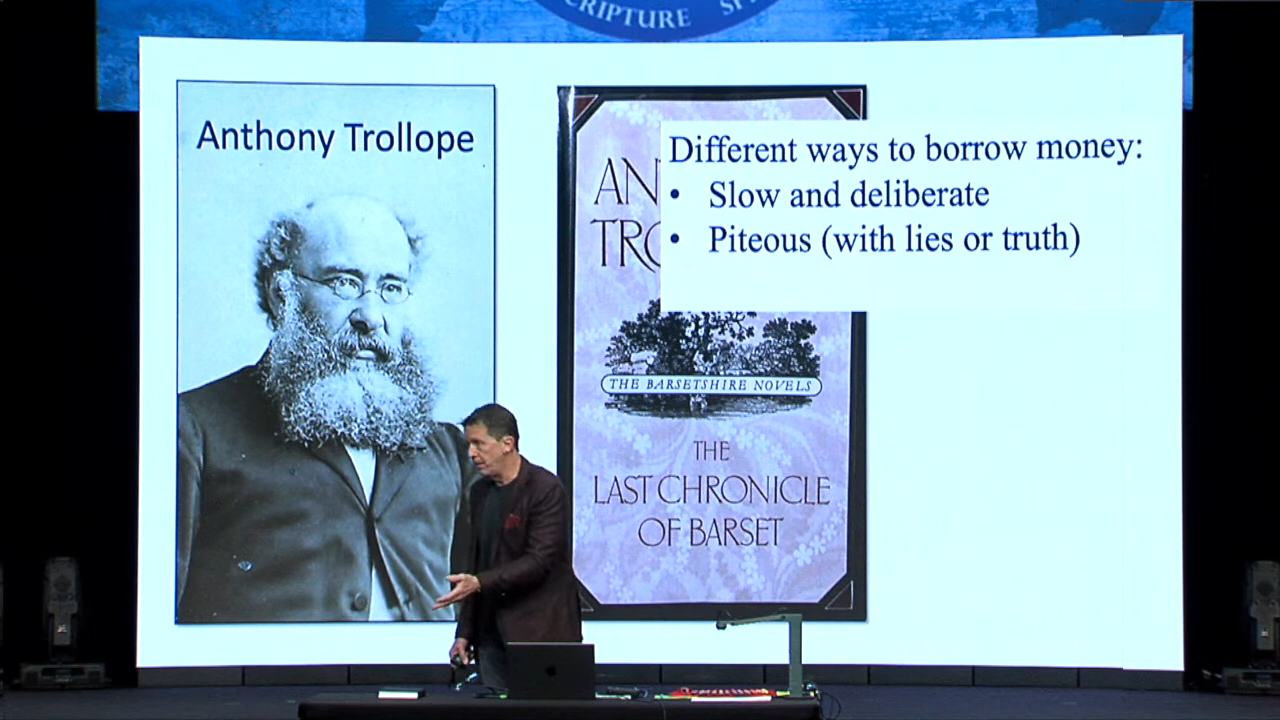 SCRIPTURE
Anthony Trollope
Different ways to borrow money:
• Slow and deliberate
• Piteous (with lies or truth)
AN
TRO
THE BARSETSHIRE NOVELS
THE
LAST CHRONICLE
OF BARSET